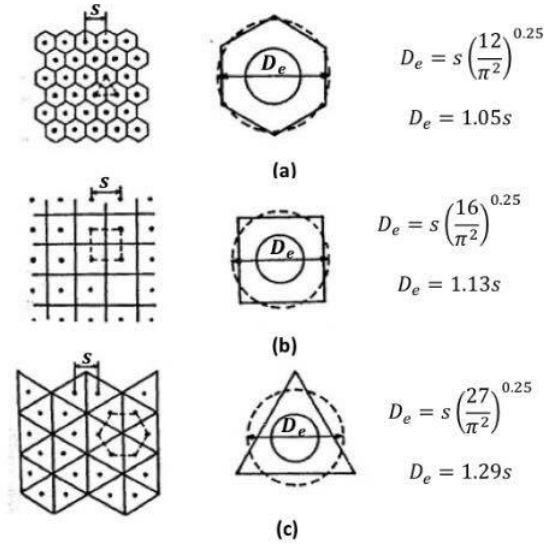 s
D_e
D_e = s (12/π²)^0.25
D_e = 1.05s
(a)
s
D_e
D_e = s (16/π²)^0.25
D_e = 1.13s
(b)
s
D_e
D_e = s (27/π²)^0.25
D_e = 1.29s
(c)